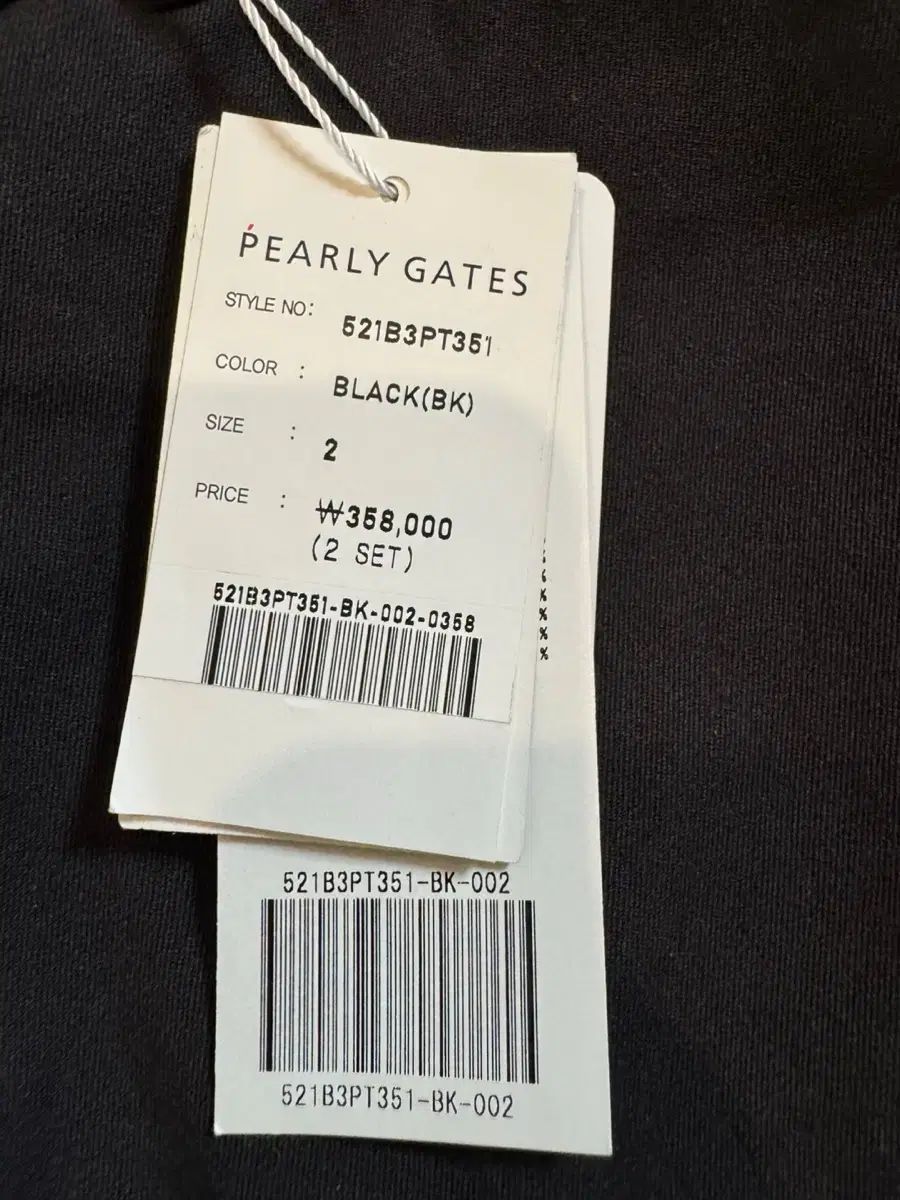 PEARLY GATES
STYLE NO: 521B3PT351
COLOR : BLACK(BK)
SIZE : 2
PRICE : ₩358,000
(2 SET)
521B3PT351-BK-002-0358
%
%
%
%
521B3PT351-BK-002
521B3PT351-BK-002